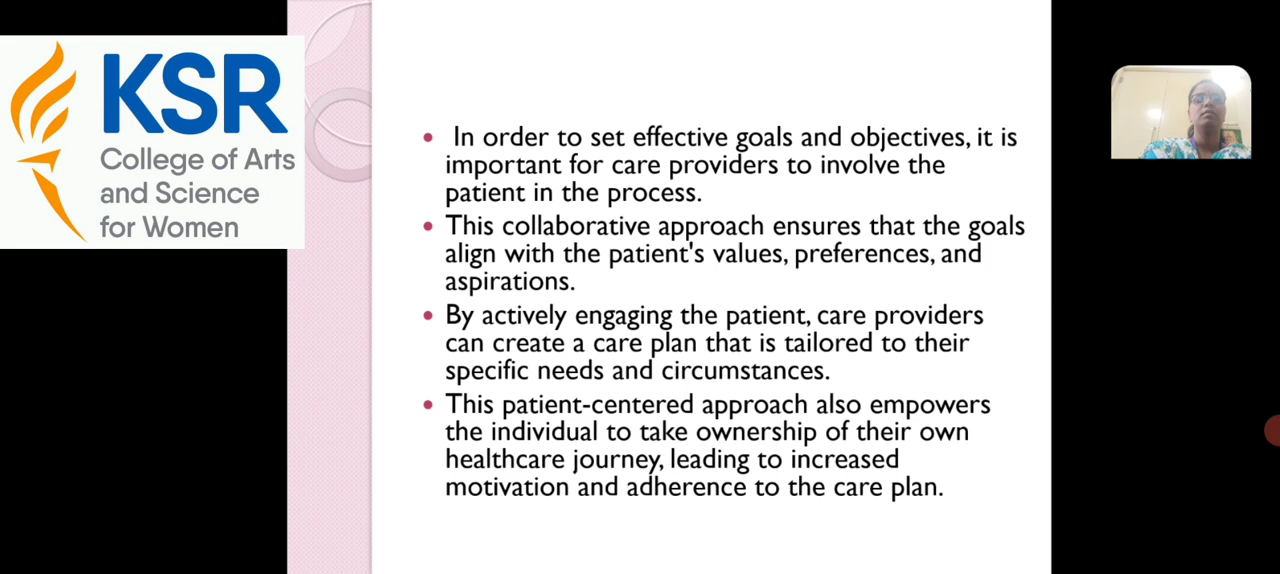 KSR
College of Arts
and Science
for Women
• In order to set effective goals and objectives, it is
important for care providers to involve the
patient in the process.
• This collaborative approach ensures that the goals
align with the patient's values, preferences, and
aspirations.
• By actively engaging the patient, care providers
can create a care plan that is tailored to their
specific needs and circumstances.
• This patient-centered approach also empowers
the individual to take ownership of their own
healthcare journey, leading to increased
motivation and adherence to the care plan.